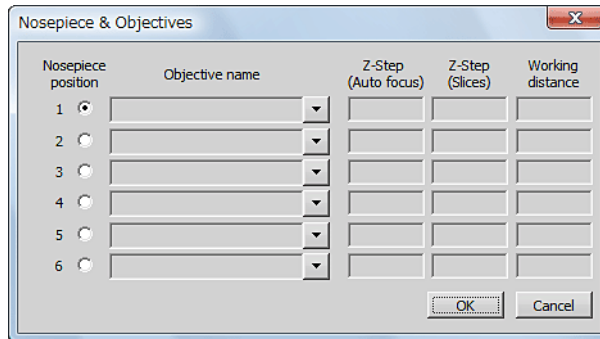 Nosepiece & Objectives
Nosepiece position
Objective name
Z-Step (Auto focus)
Z-Step (Slices)
Working distance
1
2
3
4
5
6
OK
Cancel